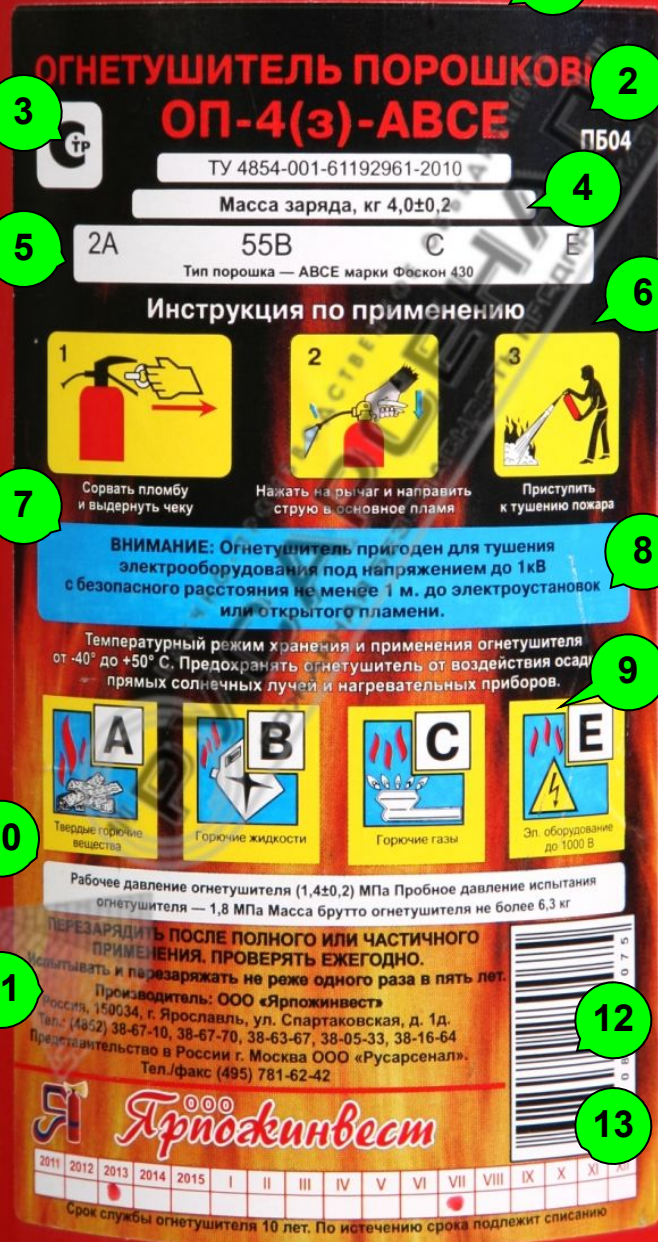 2
ОГНЕТУШИТЕЛЬ ПОРОШКОВ
3
ОП-4(з)-АВСЕ
ПБ04
ТУ 4854-001-61192961-2010
4
Масса заряда, кг 4,0±0,2
5
2А 55В С Е
Тип порошка — АВСЕ марки Фоскон 430
6
Инструкция по применению
1 2 3
Сорвать пломбу
и выдернуть чеку
Нажать на рычаг и направить
струю в основное пламя
Приступить
к тушению пожара
7
ВНИМАНИЕ: Огнетушитель пригоден для тушения
электрооборудования под напряжением до 1кВ
с безопасного расстояния не менее 1 м. до электроустановок
или открытого пламени.
8
Температурный режим хранения и применения огнетушителя
от -40° до +50° С. Предохранять огнетушитель от воздействия осад
прямых солнечных лучей и нагревательных приборов.
9
А В С Е
Твердые горючие
вещества
Горючие жидкости
Горючие газы
Эл. оборудование
до 1000 В
0
Рабочее давление огнетушителя (1,4±0,2) МПа Пробное давление испытания
огнетушителя — 1,8 МПа Масса брутто огнетушителя не более 6,3 кг
ПЕРЕЗАРЯДИТЬ ПОСЛЕ ПОЛНОГО ИЛИ ЧАСТИЧНОГО
ПРИМЕНЕНИЯ. ПРОВЕРЯТЬ ЕЖЕГОДНО.
Испытывать и перезаряжать не реже одного раза в пять лет.
1
Производитель: ООО «Ярпожинвест»
Россия, 150034, г. Ярославль, ул. Спартаковская, д. 1д.
Тел.: (4852) 38-67-10, 38-67-70, 38-63-67, 38-05-33, 38-16-64
Представительство в России г. Москва ООО «Русарсенал».
Тел./факс (495) 781-62-42
12
ООО
Ярпожинвест
13
2011 2012 2013 2014 2015 I II III IV V VI VII VIII IX X XI XII
Срок службы огнетушителя 10 лет. По истечению срока подлежит списанию